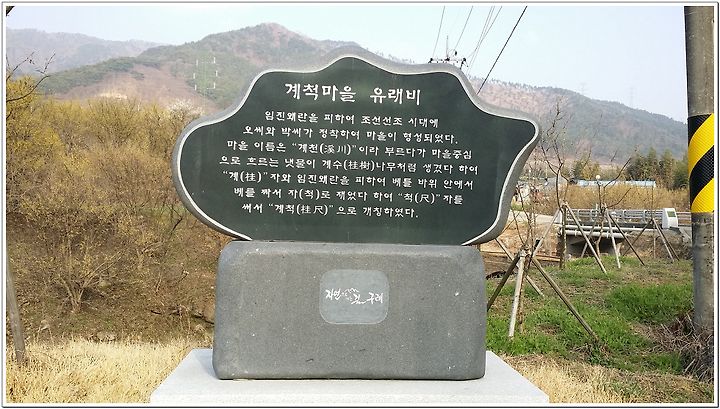 계척마을 유래비
임진왜란을 피하여 조선선조 시대에
오씨와 박씨가 정착하여 마을이 형성되었다.
마을 이름은 "계천(溪川)"이라 부르다가 마을중심
으로 흐르는 냇물이 계수(桂樹)나무처럼 생겼다 하여
"계(桂)" 자와 임진왜란을 피하여 베틀 바위 안에서
베를 짜서 자(척)로 재었다 하여 "척(尺)" 자를
써서 "계척(桂尺)" 으로 개칭하였다.
자연으로 구례